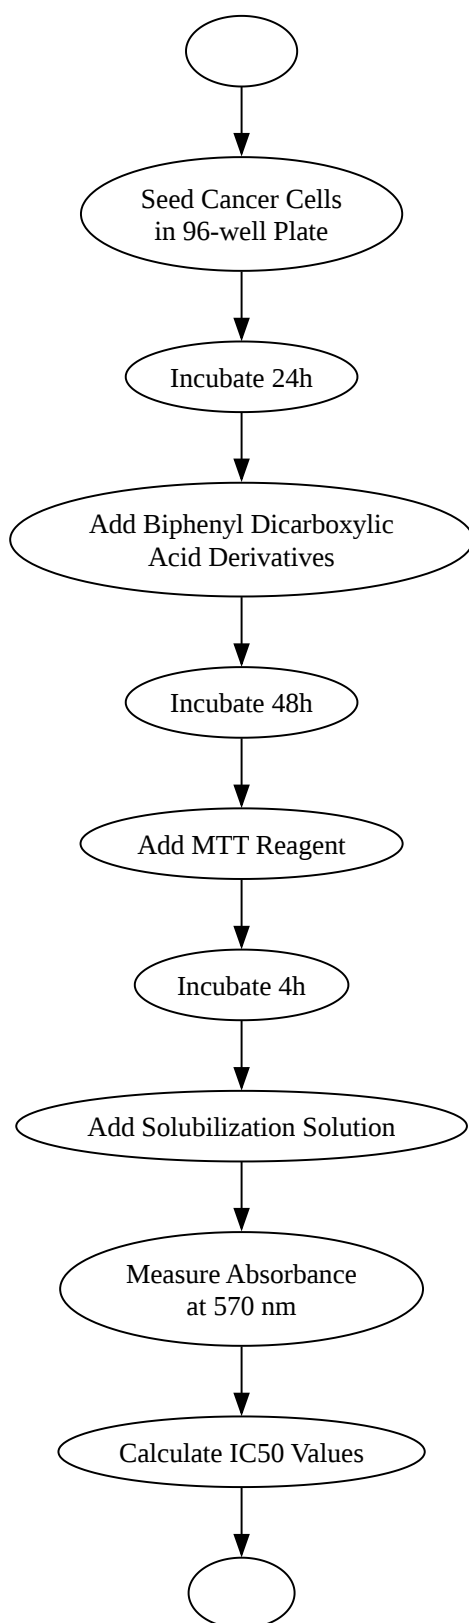 Seed Cancer Cells
in 96-well Plate
Incubate 24h
Add Biphenyl Dicarboxylic
Acid Derivatives
Incubate 48h
Add MTT Reagent
Incubate 4h
Add Solubilization Solution
Measure Absorbance
at 570 nm
Calculate IC50 Values